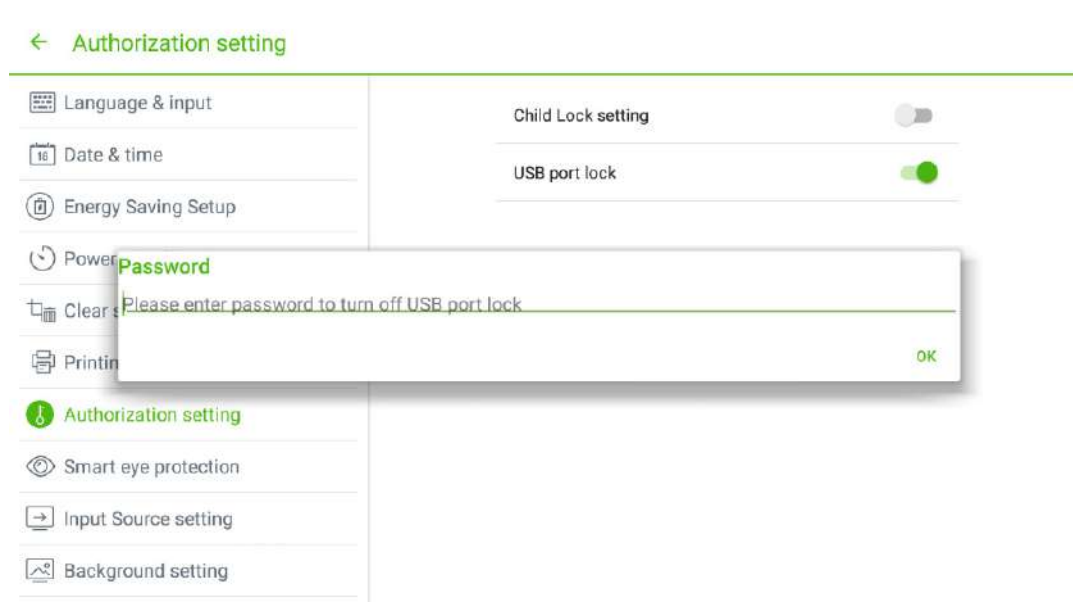 Authorization setting
Language & input
Date & time
Energy Saving Setup
Power
Clear s
Printin
Authorization setting
Smart eye protection
Input Source setting
Background setting
Child Lock setting
USB port lock
Password
Please enter password to turn off USB port lock
OK